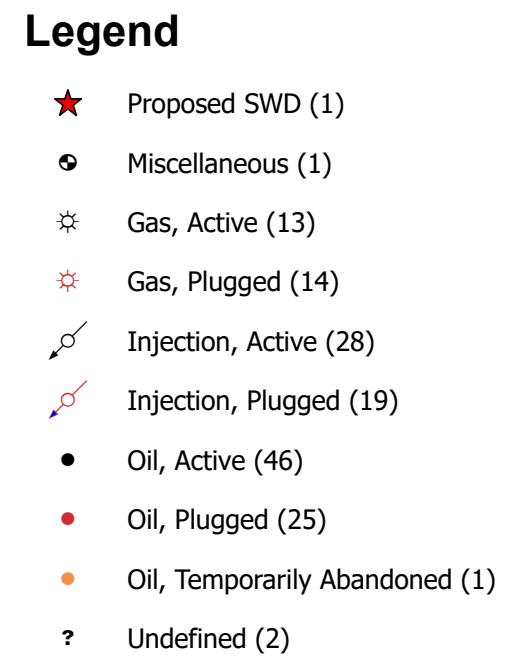 Legend
Proposed SWD (1)
Miscellaneous (1)
Gas, Active (13)
Gas, Plugged (14)
Injection, Active (28)
Injection, Plugged (19)
Oil, Active (46)
Oil, Plugged (25)
Oil, Temporarily Abandoned (1)
? Undefined (2)